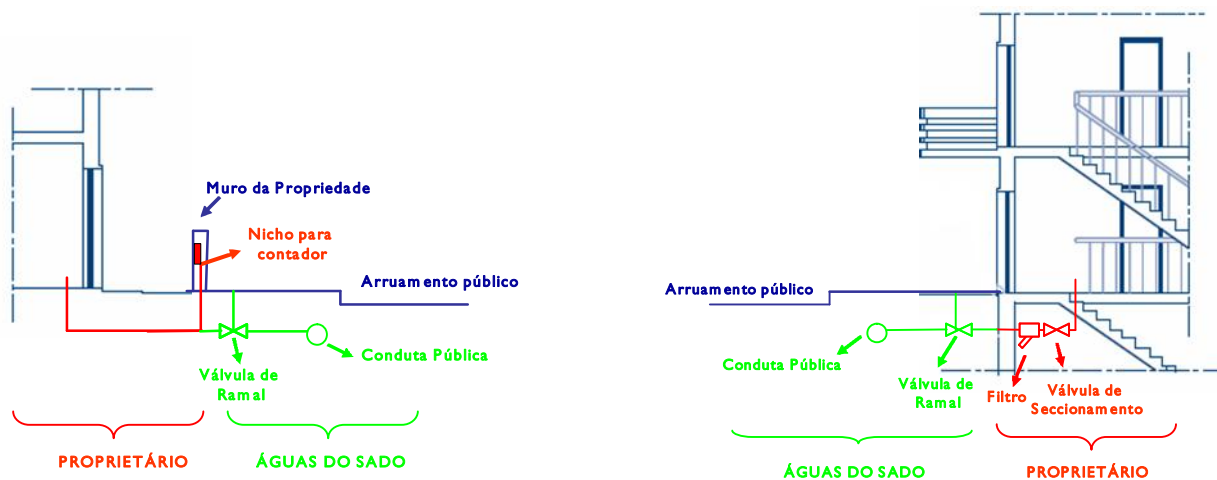 Muro da Propriedade
Nicho para
contador
Arruamento público
Conduta Pública
Válvula de
Ramal
PROPRIETÁRIO
ÁGUAS DO SADO
Arruamento público
Conduta Pública
Válvula de
Ramal
Filtro
Válvula de
Seccionamento
ÁGUAS DO SADO
PROPRIETÁRIO